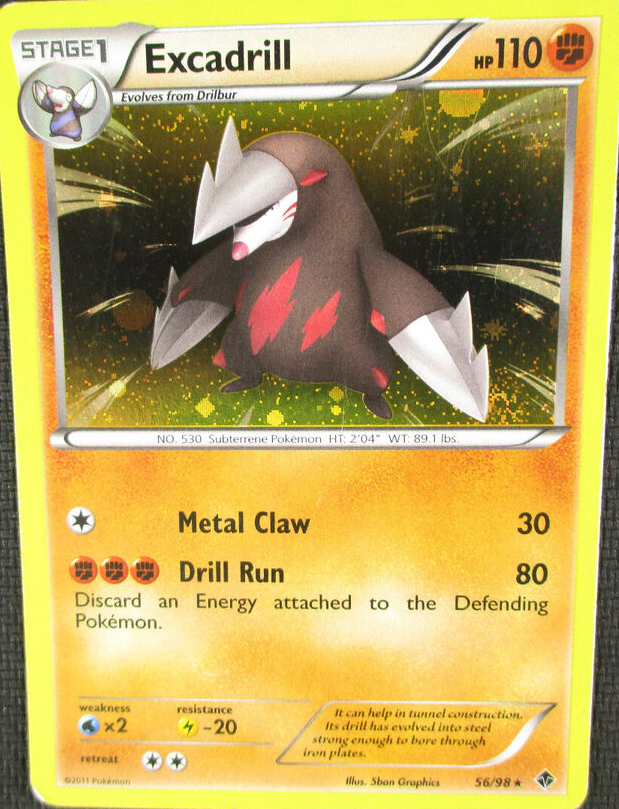 STAGE1
Excadrill
HP110
Evolves from Drilbur
NO. 530 Subterrene Pokémon HT: 2'04" WT: 89.1 lbs.
Metal Claw 30
Drill Run 80
Discard an Energy attached to the Defending
Pokémon.
weakness resistance
×2 -20
retreat
It can help in tunnel construction.
Its drill has evolved into steel
strong enough to bore through
iron plates.
©2011 Pokémon
Illus. 5ban Graphics 56/98 ★